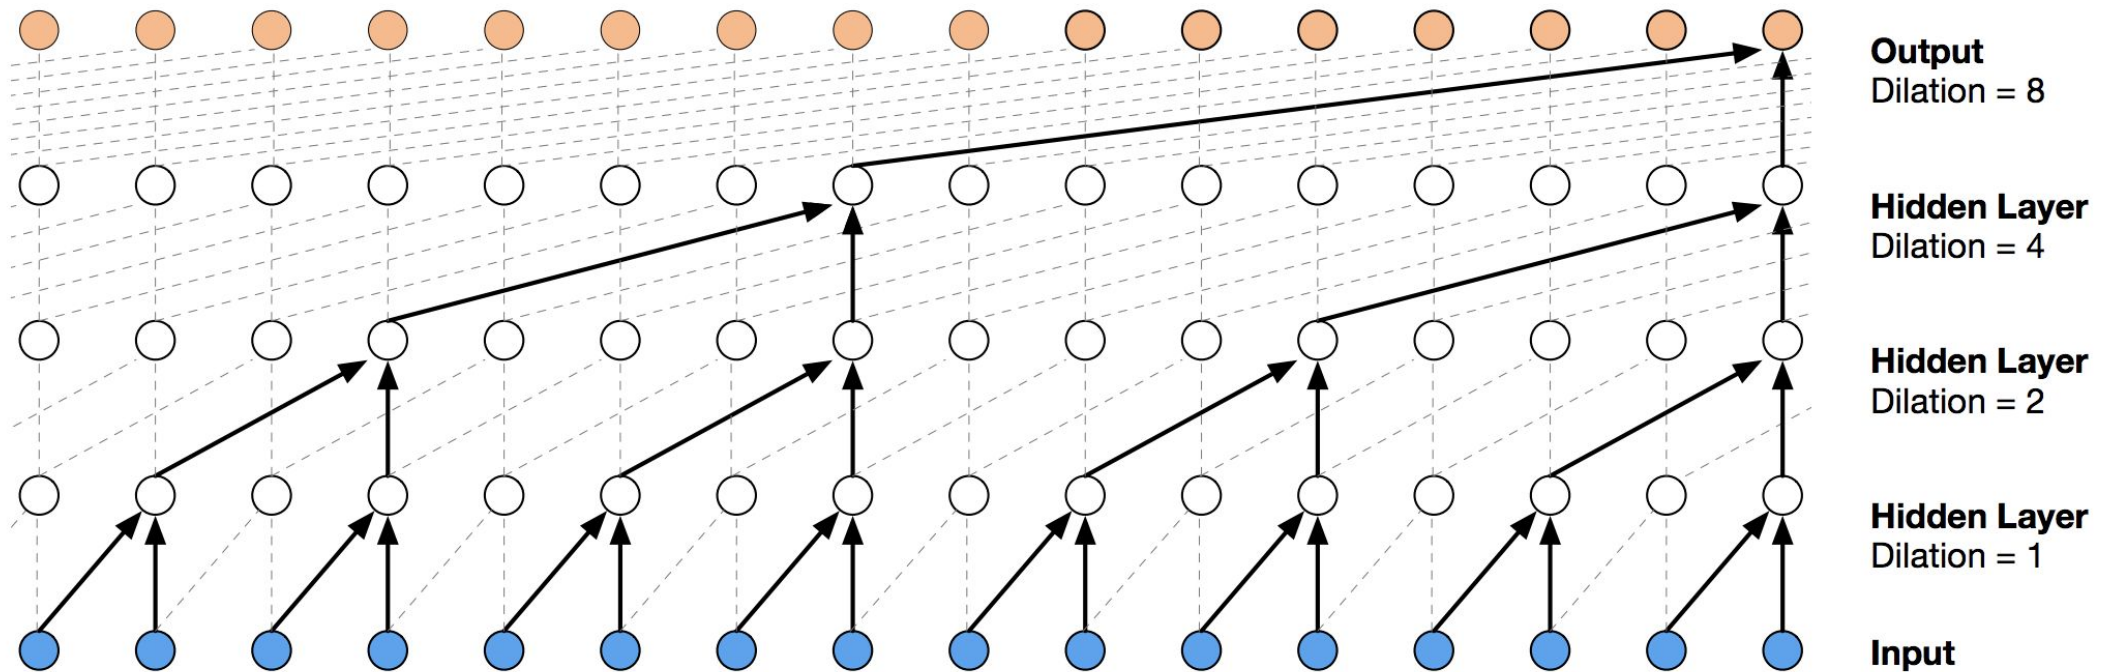 Output
Dilation = 8
Hidden Layer
Dilation = 4
Hidden Layer
Dilation = 2
Hidden Layer
Dilation = 1
Input